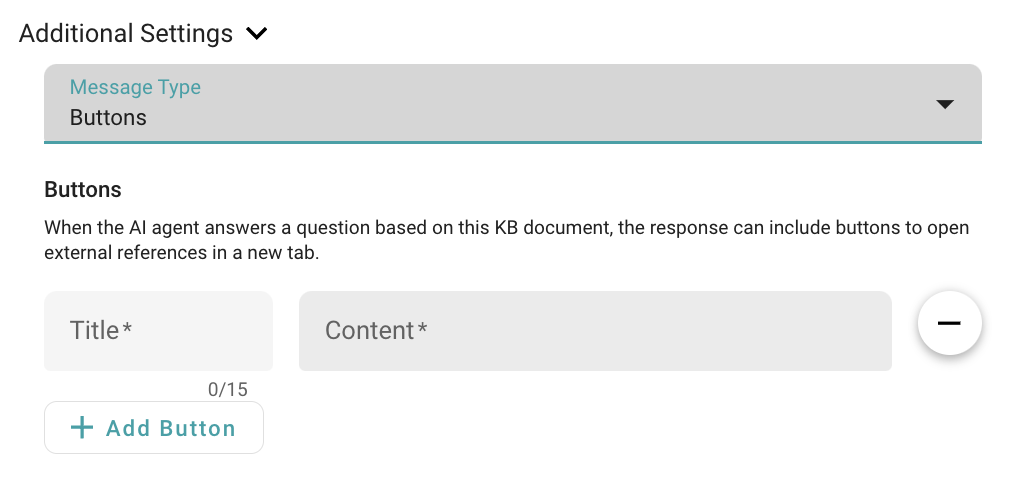 Additional Settings
Message Type
Buttons
Buttons
When the AI agent answers a question based on this KB document, the response can include buttons to open
external references in a new tab.
Title*
Content*
0/15
Add Button